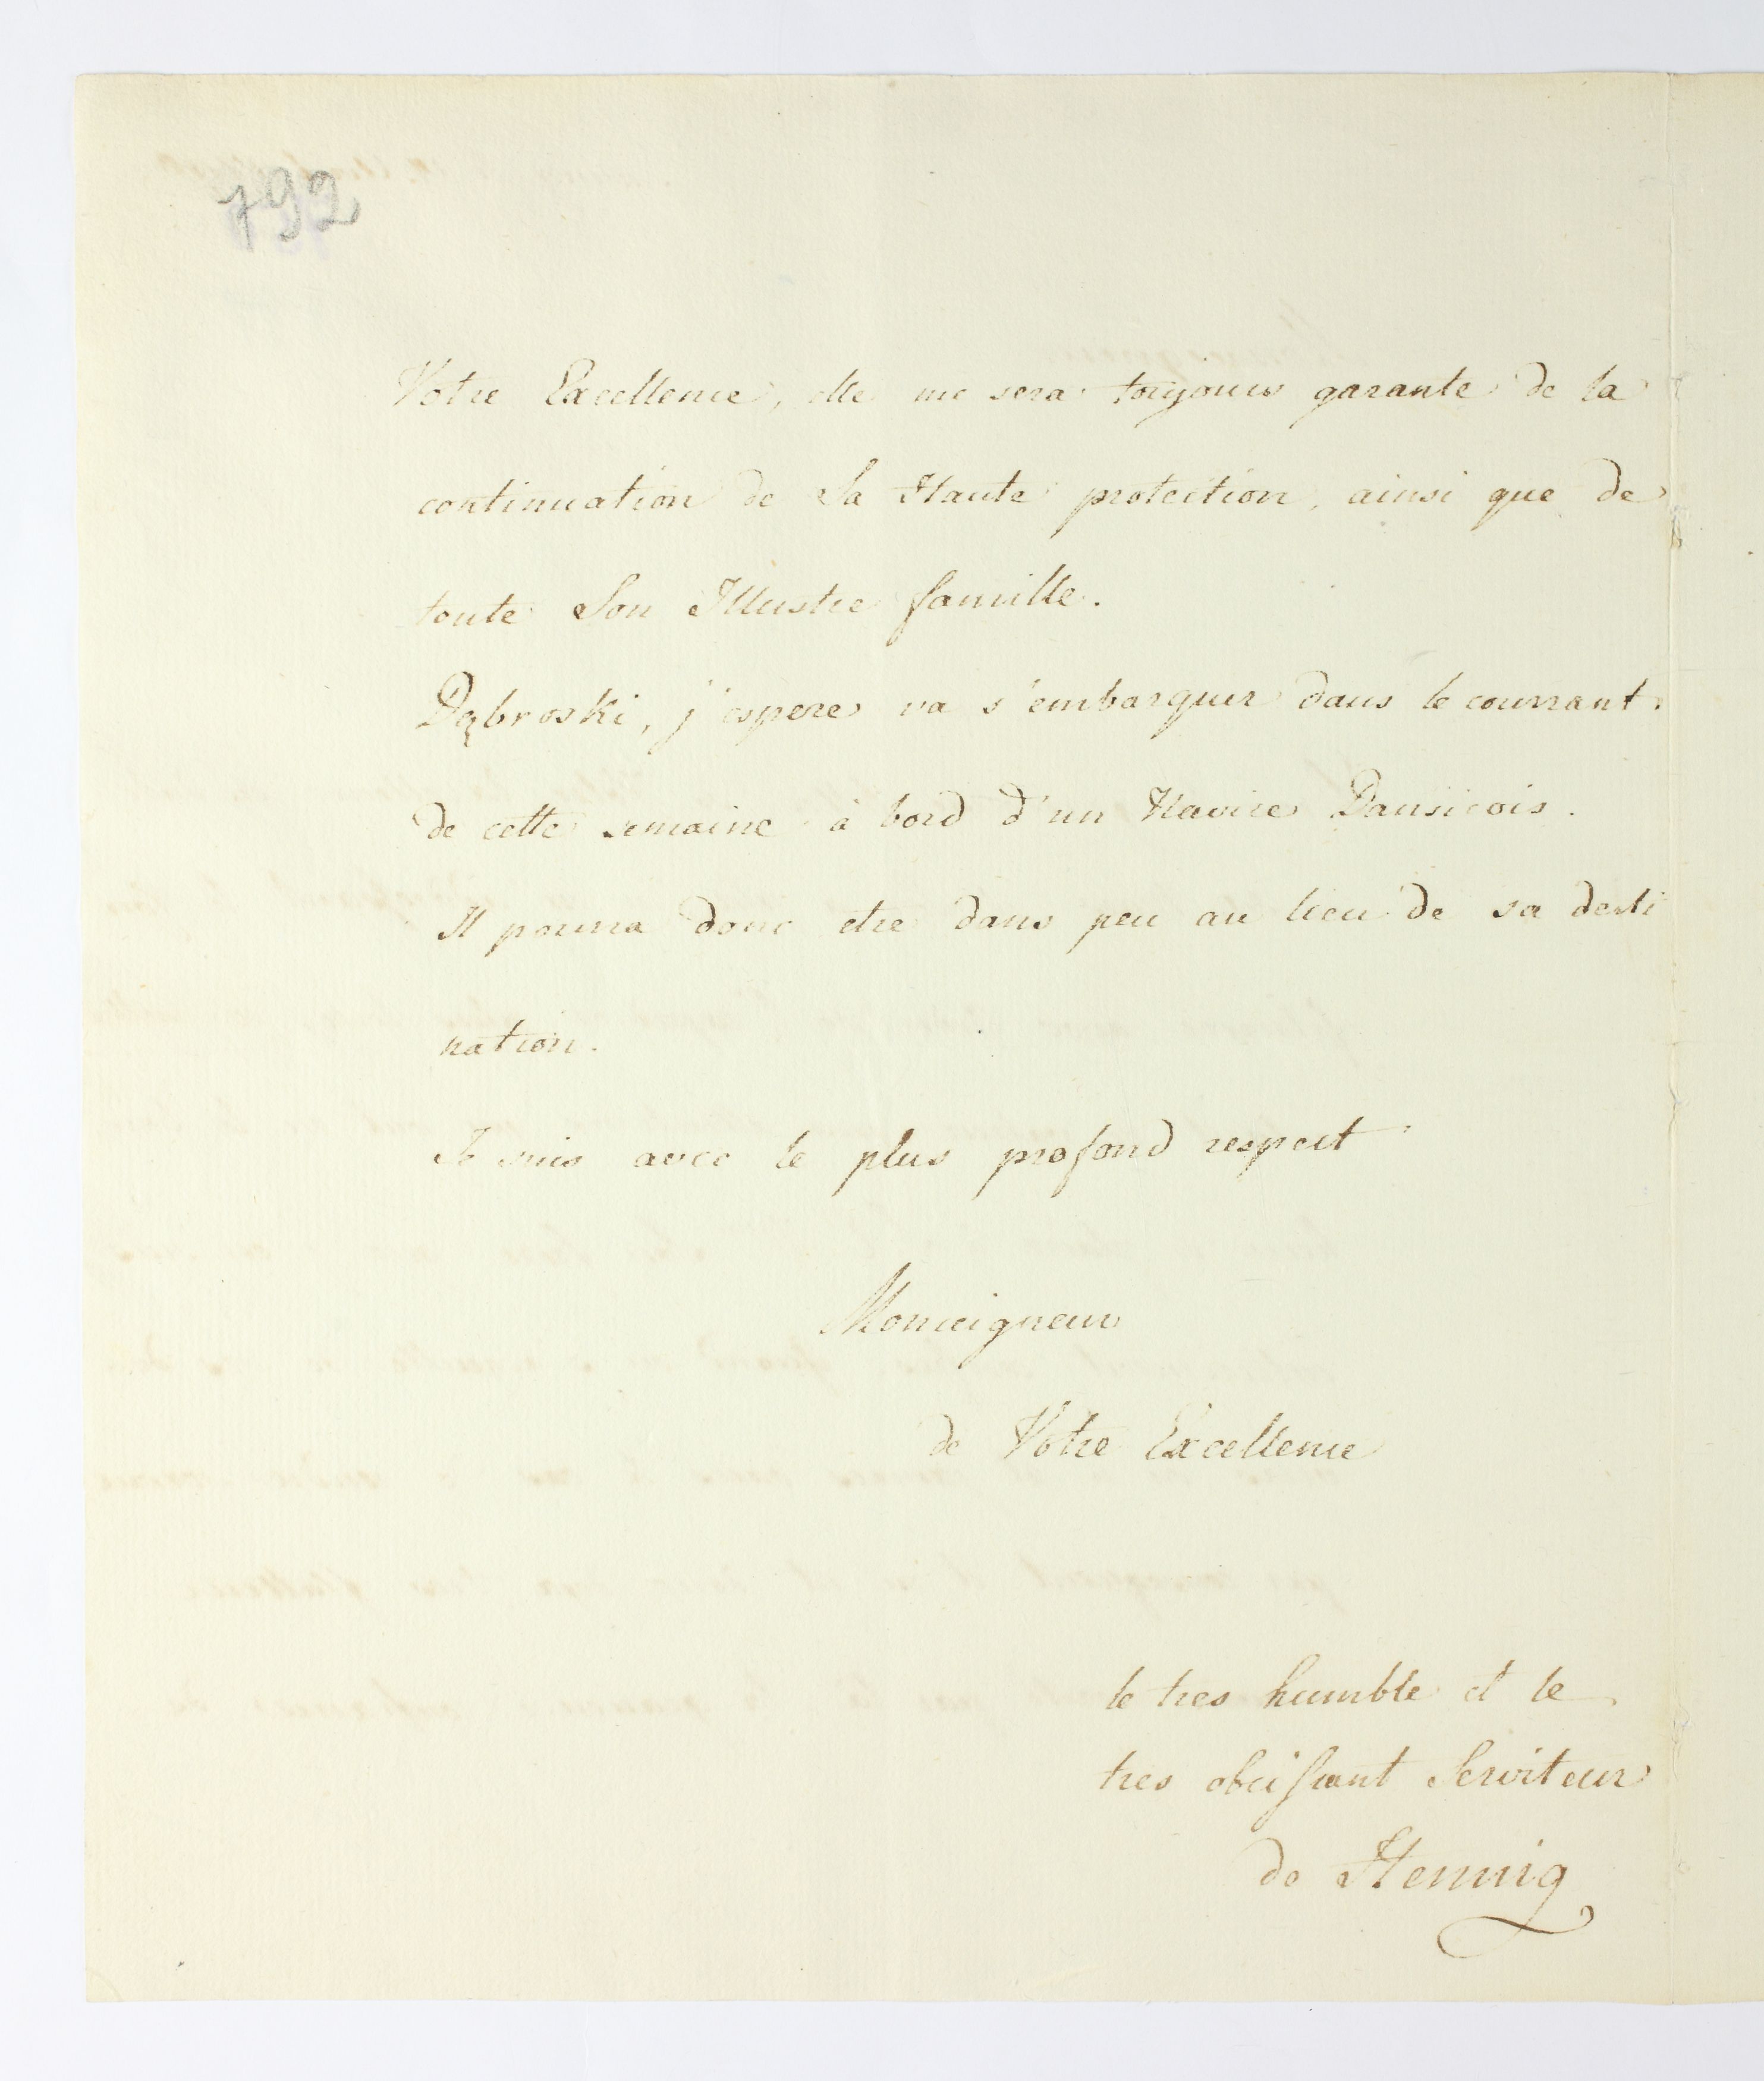 792
Votre Excellence, elle me sera toujours garante de la
continuation de Sa Haute protection, ainsi que de
toute Son Illustre famille.
Dąbroski, j'espere va s'embarquer dans le courrant
de cette semaine à bord d'un Navire Dansicois.
Il pourra donc etre dans peu au lieu de sa desti
nation.
Je suis avec le plus profond respect
Monseigneur
de Votre Excellence
le tres humble et le
tres obeissant Serviteur
de Hennig